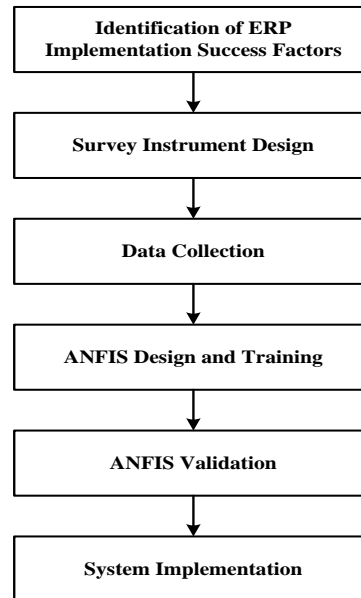 Identification of ERP
Implementation Success Factors
Survey Instrument Design
Data Collection
ANFIS Design and Training
ANFIS Validation
System Implementation